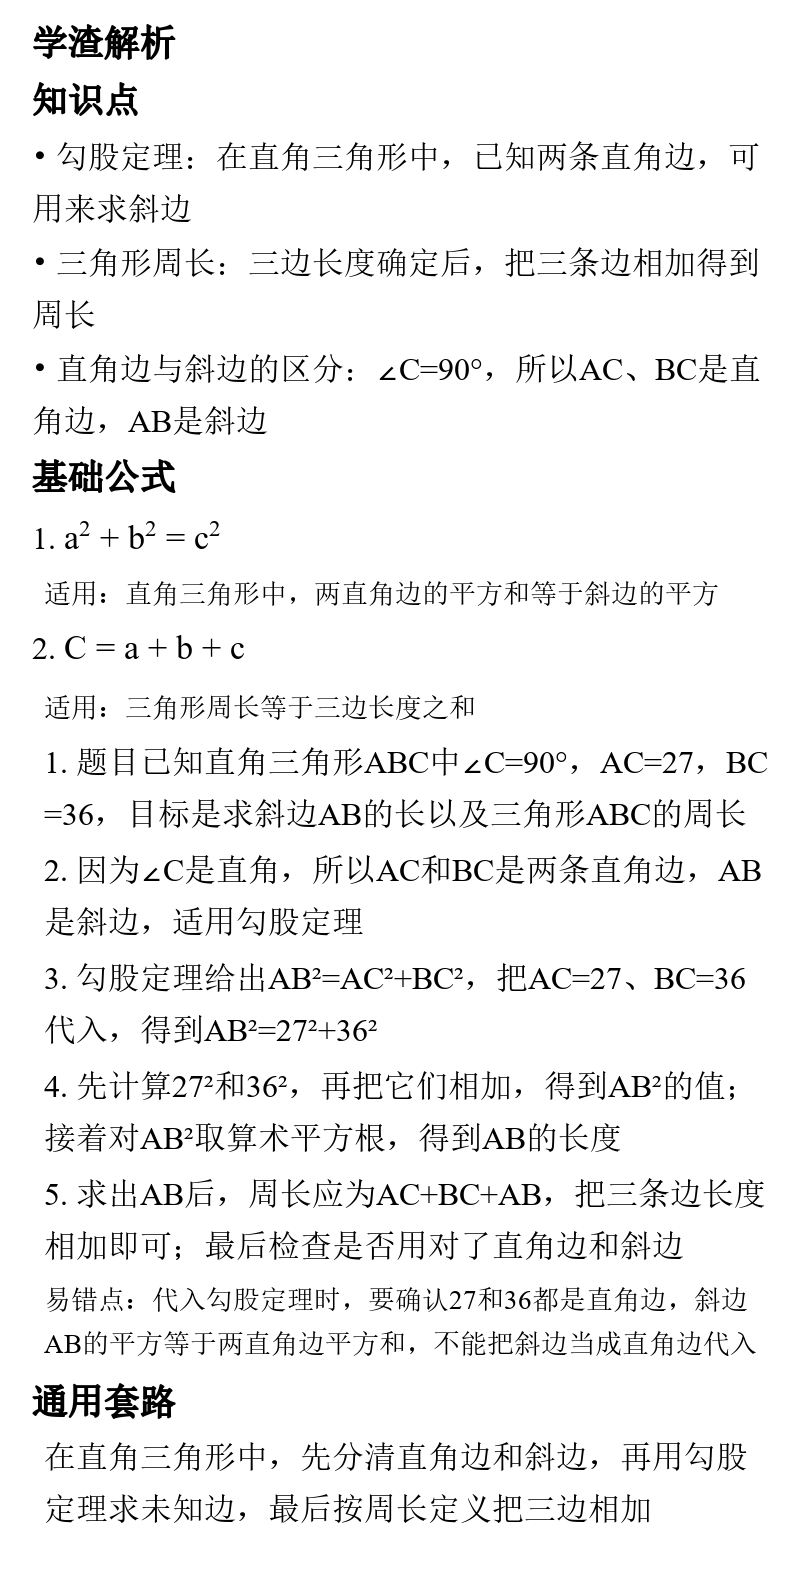 学渣解析
知识点
• 勾股定理：在直角三角形中，已知两条直角边，可
用来求斜边
• 三角形周长：三边长度确定后，把三条边相加得到
周长
• 直角边与斜边的区分：∠C=90°，所以AC、BC是直
角边，AB是斜边
基础公式
1. a² + b² = c²
适用：直角三角形中，两直角边的平方和等于斜边的平方
2. C = a + b + c
适用：三角形周长等于三边长度之和
1. 题目已知直角三角形ABC中∠C=90°，AC=27，BC
=36，目标是求斜边AB的长以及三角形ABC的周长
2. 因为∠C是直角，所以AC和BC是两条直角边，AB
是斜边，适用勾股定理
3. 勾股定理给出AB²=AC²+BC²，把AC=27、BC=36
代入，得到AB²=27²+36²
4. 先计算27²和36²，再把它们相加，得到AB²的值；
接着对AB²取算术平方根，得到AB的长度
5. 求出AB后，周长应为AC+BC+AB，把三条边长度
相加即可；最后检查是否用对了直角边和斜边
易错点：代入勾股定理时，要确认27和36都是直角边，斜边
AB的平方等于两直角边平方和，不能把斜边当成直角边代入
通用套路
在直角三角形中，先分清直角边和斜边，再用勾股
定理求未知边，最后按周长定义把三边相加